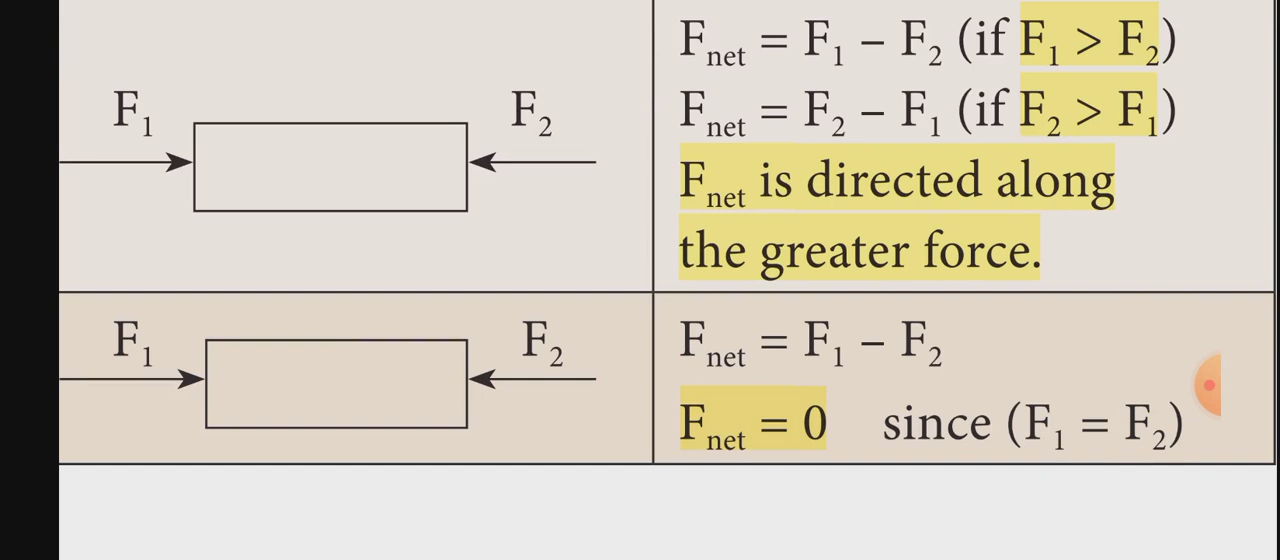 F₁
F₂
Fnet = F₁ – F₂ (if F₁ > F₂)
Fnet = F₂ – F₁ (if F₂ > F₁)
Fnet is directed along
the greater force.
F₁
F₂
Fnet = F₁ – F₂
Fnet = 0 since (F₁ = F₂)